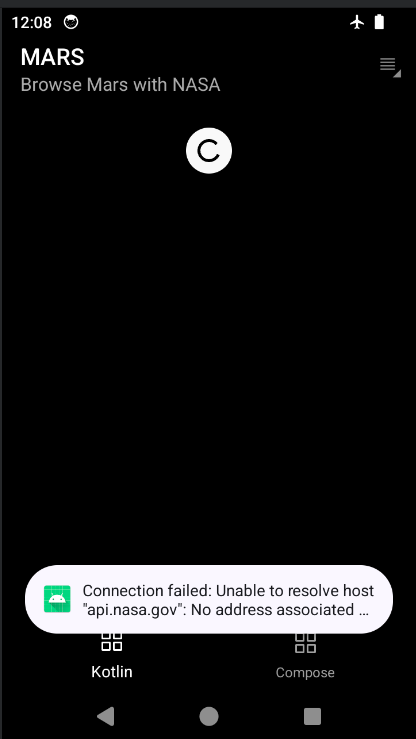 12:08
MARS
Browse Mars with NASA
Connection failed: Unable to resolve host
"api.nasa.gov": No address associated ...
Kotlin
Compose